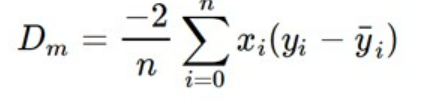 D_m = \frac{-2}{n} \sum_{i=0}^{n} x_i(y_i - \bar{y}_i)